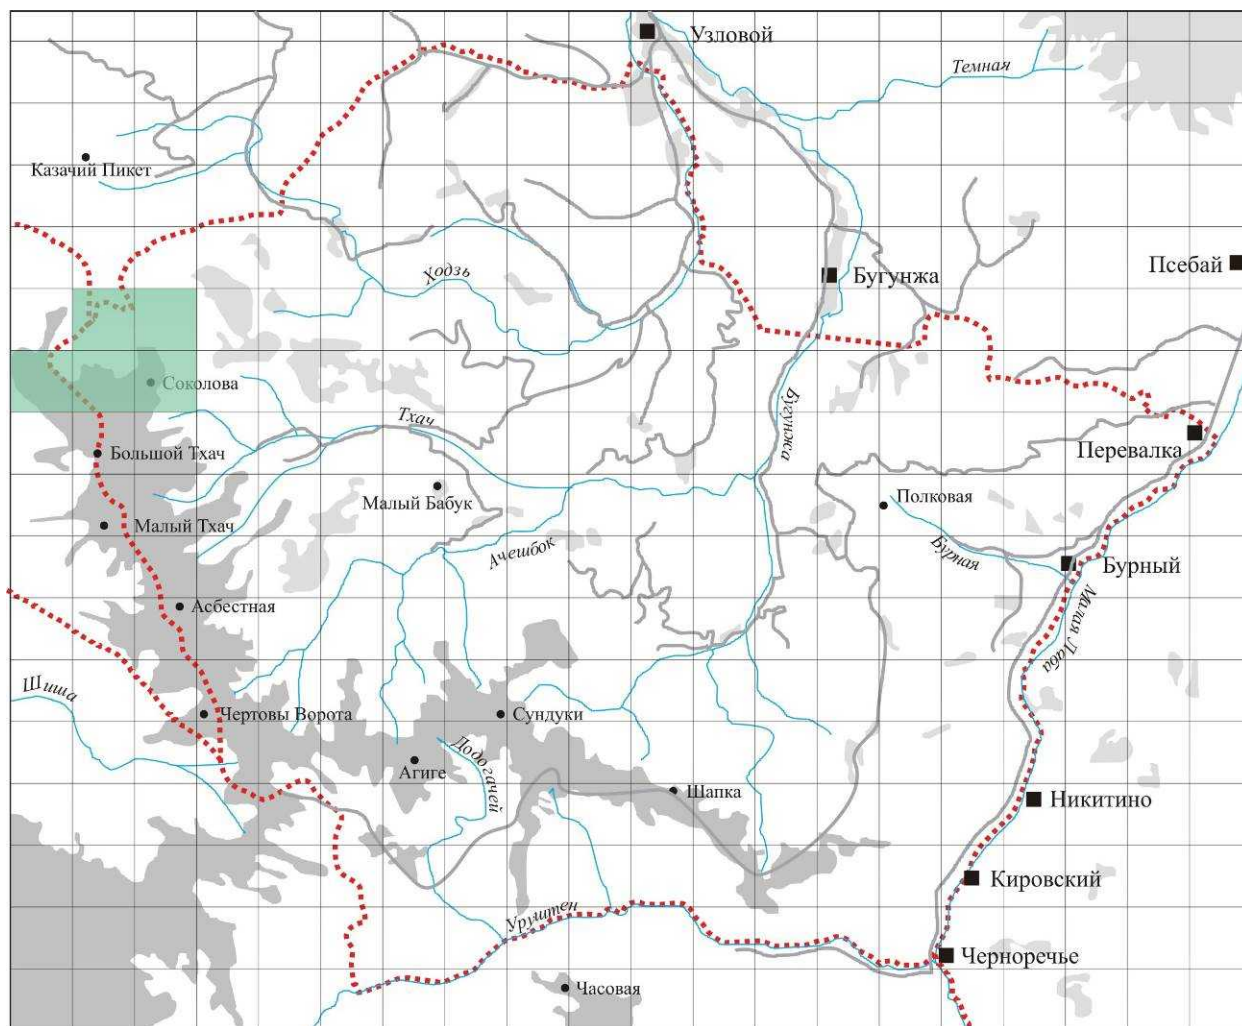 Узловой
Темная
Казачий Пикет
Ходзь
Бугунжа
Псебай
Соколова
Бугунжа
Тхач
Большой Тхач
Перевалка
Малый Бабук
Полковая
Малый Тхач
Ачешбок
Бурная
Бурный
Асбестная
Малая Лаба
Шиша
Чертовы Ворота
Сундуки
Додогачей
Агиге
Шапка
Никитино
Кировский
Уруштен
Черноречье
Часовая